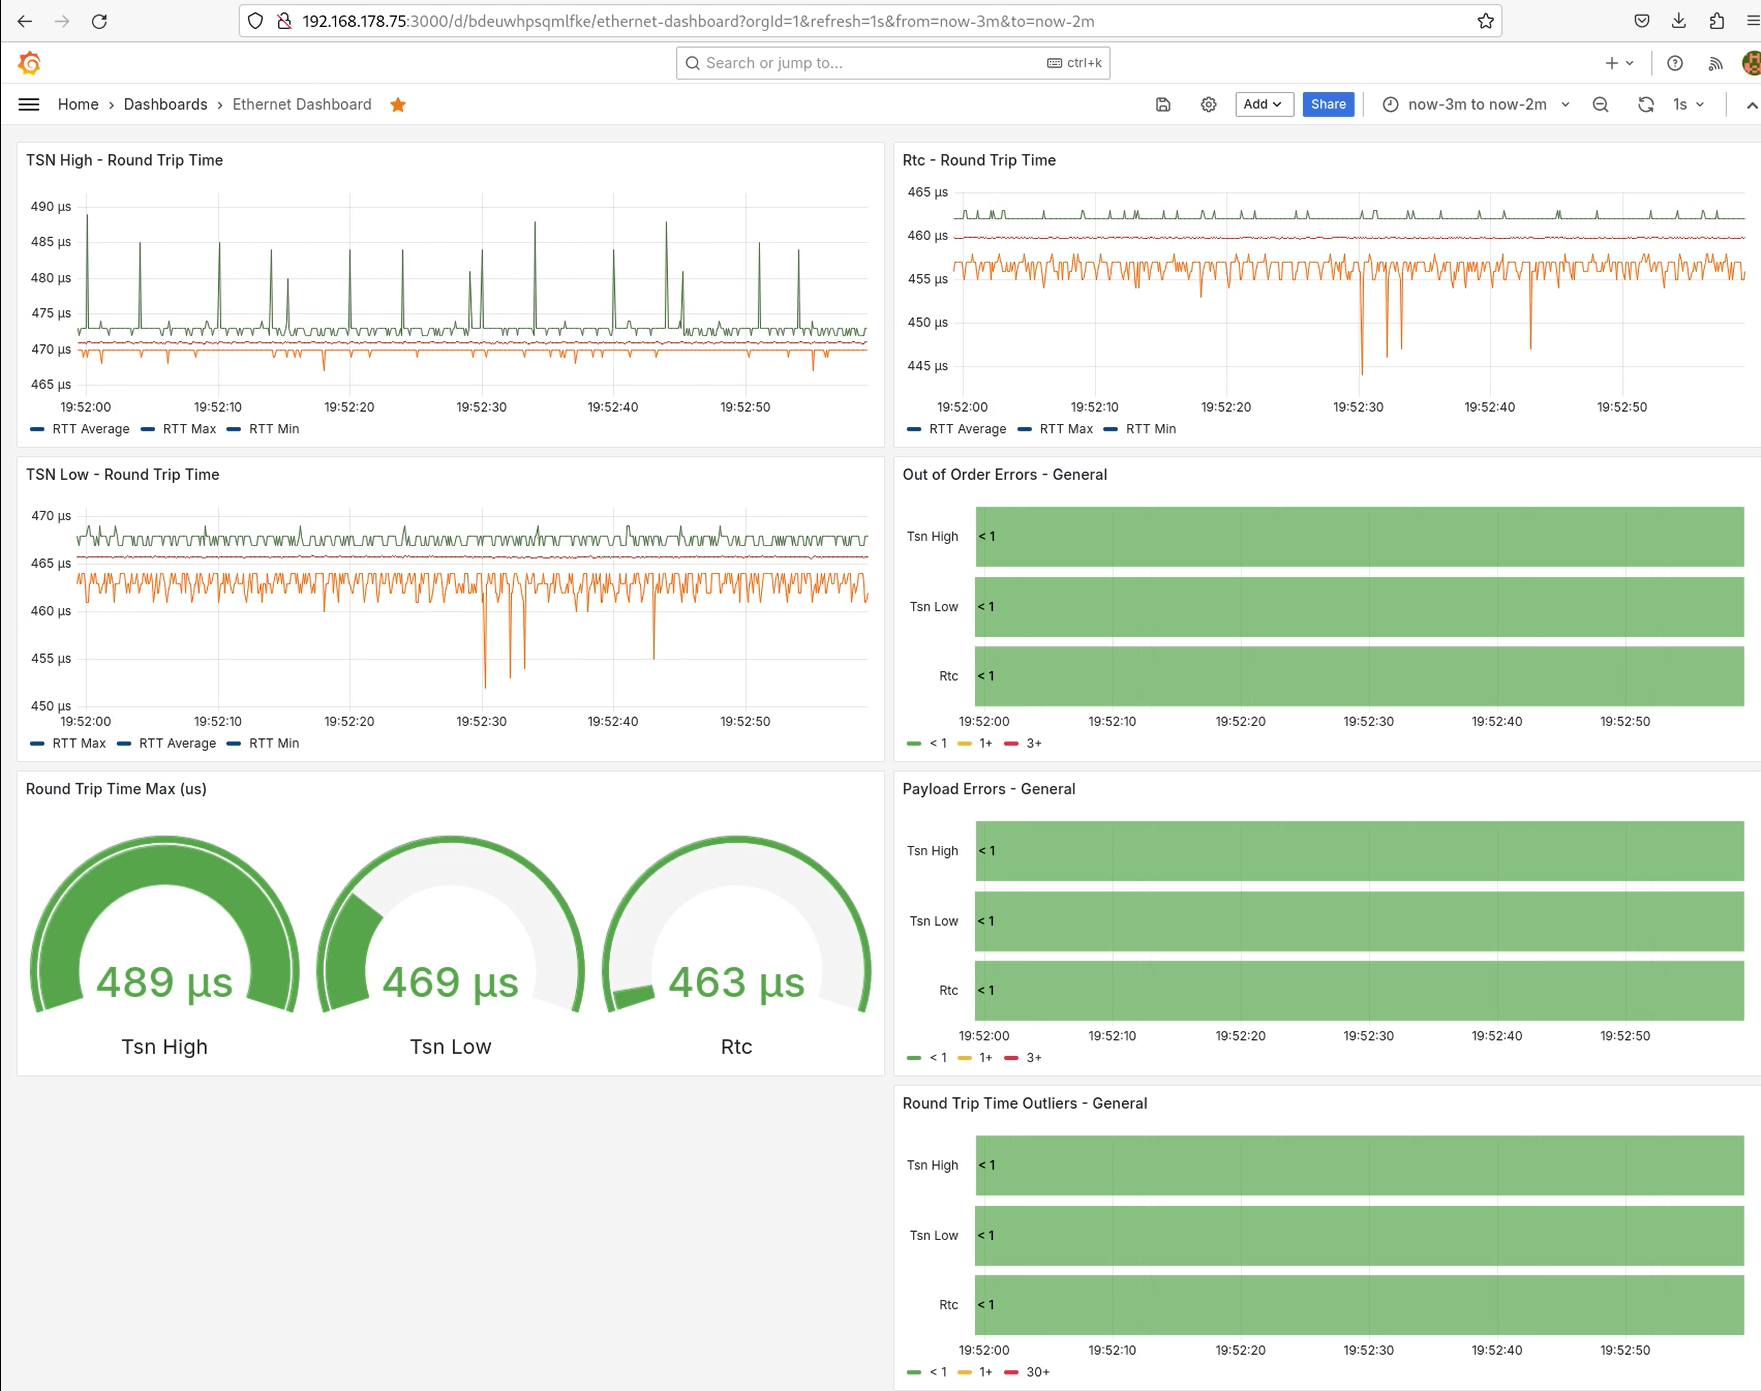 192.168.178.75:3000/d/bdeuwhpsqmlfke/ethernet-dashboard?orgId=1&refresh=1s&from=now-3m&to=now-2m
Search or jump to... ctrl+k
Home › Dashboards › Ethernet Dashboard Add Share now-3m to now-2m 1s
TSN High - Round Trip Time
490 µs
485 µs
480 µs
475 µs
470 µs
465 µs
19:52:00 19:52:10 19:52:20 19:52:30 19:52:40 19:52:50
RTT Average RTT Max RTT Min
Rtc - Round Trip Time
465 µs
460 µs
455 µs
450 µs
445 µs
19:52:00 19:52:10 19:52:20 19:52:30 19:52:40 19:52:50
RTT Average RTT Max RTT Min
TSN Low - Round Trip Time
470 µs
465 µs
460 µs
455 µs
450 µs
19:52:00 19:52:10 19:52:20 19:52:30 19:52:40 19:52:50
RTT Max RTT Average RTT Min
Out of Order Errors - General
Tsn High < 1
Tsn Low < 1
Rtc < 1
19:52:00 19:52:10 19:52:20 19:52:30 19:52:40 19:52:50
< 1 1+ 3+
Round Trip Time Max (us)
489 µs 469 µs 463 µs
Tsn High Tsn Low Rtc
Payload Errors - General
Tsn High < 1
Tsn Low < 1
Rtc < 1
19:52:00 19:52:10 19:52:20 19:52:30 19:52:40 19:52:50
< 1 1+ 3+
Round Trip Time Outliers - General
Tsn High < 1
Tsn Low < 1
Rtc < 1
19:52:00 19:52:10 19:52:20 19:52:30 19:52:40 19:52:50
< 1 1+ 30+